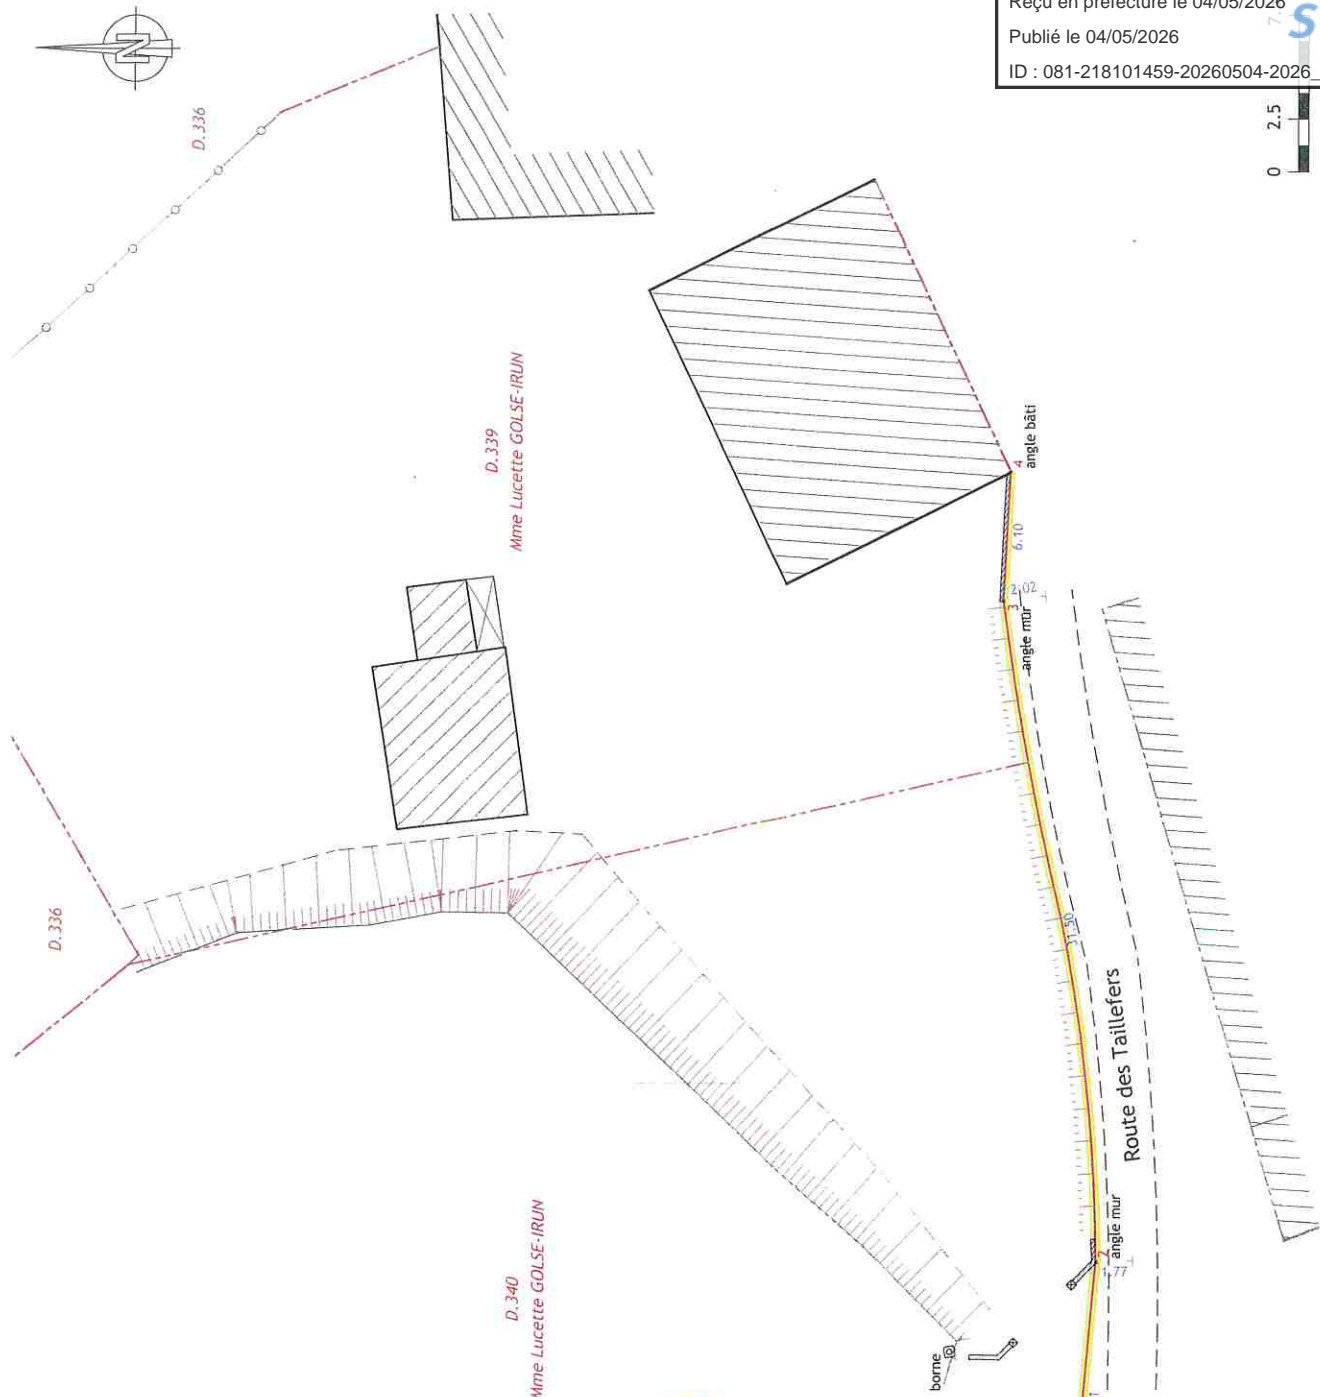 Reçu en préfecture le 04/05/2026
Publié le 04/05/2026
ID : 081-218101459-20260504-2026_
N
D.336
7.
S
2.5
0
D.339
Mme Lucette GOLSE-IRUN
4
angle bâti
6.10
2.02
3
angle mur
D.336
31.50
Route des Taillefers
2
angle mur
1.77
D.340
Mme Lucette GOLSE-IRUN
borne
1